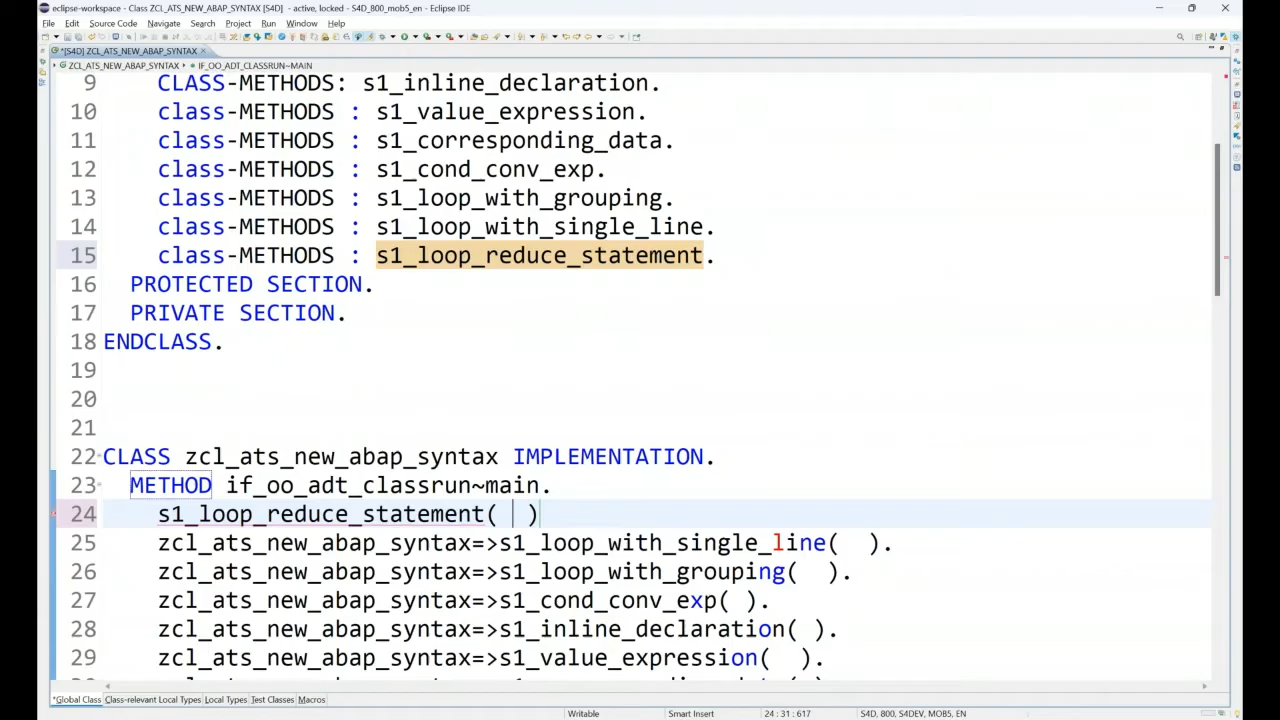 eclipse-workspace - Class ZCL_ATS_NEW_ABAP_SYNTAX [S4D] - active, locked - S4D_800_mob5_en - Eclipse IDE
File Edit Source Code Navigate Search Project Run Window Help
*[S4D] ZCL_ATS_NEW_ABAP_SYNTAX
ZCL_ATS_NEW_ABAP_SYNTAX IF_OO_ADT_CLASSRUN~MAIN
9 CLASS-METHODS: s1_inline_declaration.
10 class-METHODS : s1_value_expression.
11 class-METHODS : s1_corresponding_data.
12 class-METHODS : s1_cond_conv_exp.
13 class-METHODS : s1_loop_with_grouping.
14 class-METHODS : s1_loop_with_single_line.
15 class-METHODS : s1_loop_reduce_statement.
16 PROTECTED SECTION.
17 PRIVATE SECTION.
18 ENDCLASS.
19
20
21
22 CLASS zcl_ats_new_abap_syntax IMPLEMENTATION.
23 METHOD if_oo_adt_classrun~main.
24 s1_loop_reduce_statement( )
25 zcl_ats_new_abap_syntax=>s1_loop_with_single_line( ).
26 zcl_ats_new_abap_syntax=>s1_loop_with_grouping( ).
27 zcl_ats_new_abap_syntax=>s1_cond_conv_exp( ).
28 zcl_ats_new_abap_syntax=>s1_inline_declaration( ).
29 zcl_ats_new_abap_syntax=>s1_value_expression( ).
*Global Class Class-relevant Local Types Local Types Test Classes Macros
Writable Smart Insert 24 : 31 : 617 S4D, 800, S4DEV, MOB5, EN